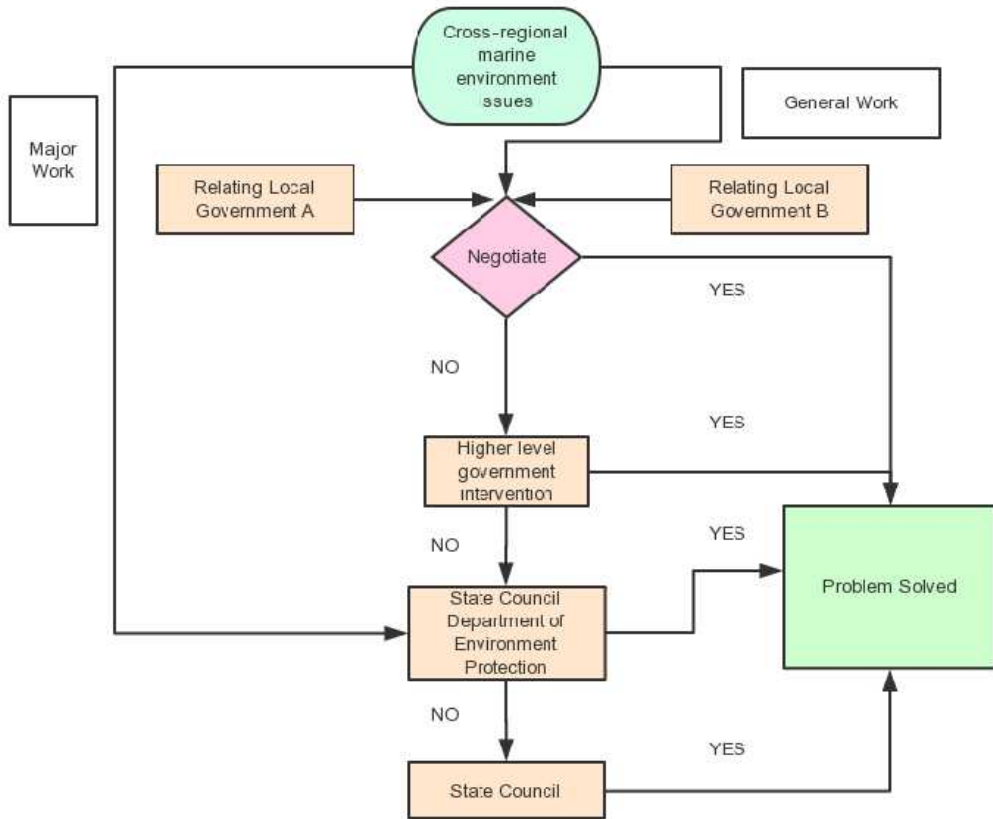 Cross-regional
marine
environment
issues
General Work
Major
Work
Relating Local
Government A
Relating Local
Government B
Negotiate
YES
NO
YES
Higher level
government
intervention
NO
YES
State Council
Department of
Environment
Protection
Problem Solved
NO
YES
State Council